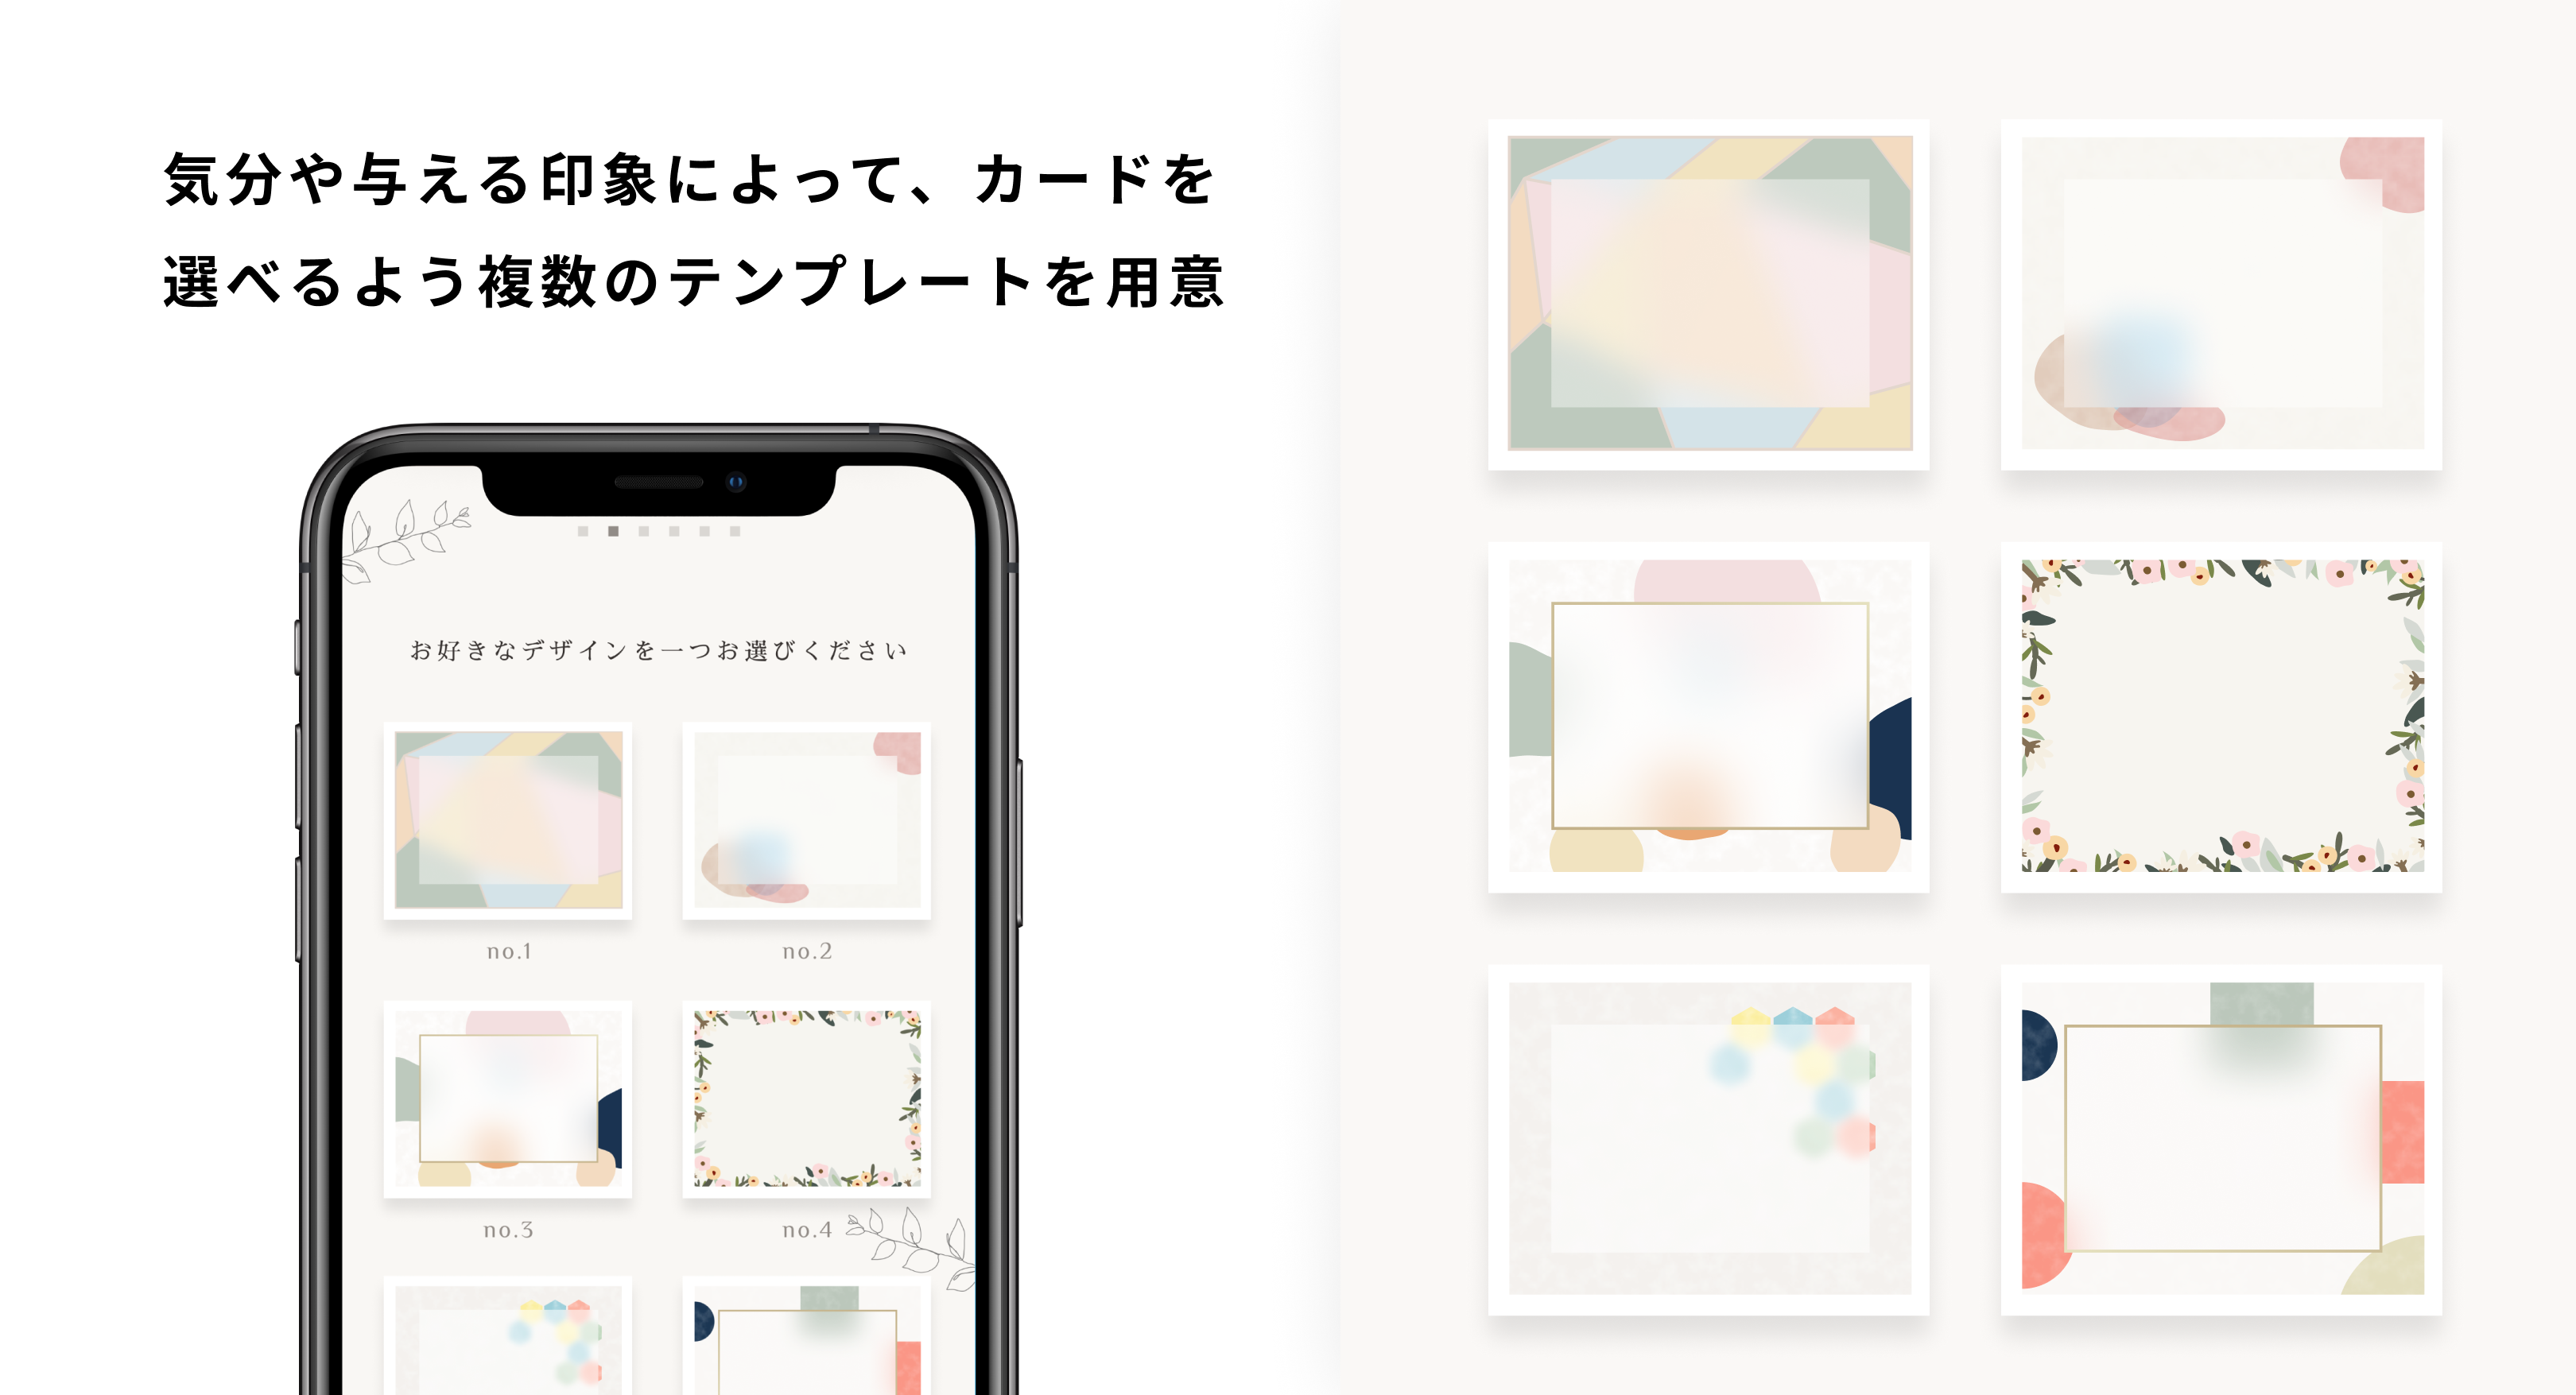 気分や与える印象によって、カードを
選べるよう複数のテンプレートを用意
お好きなデザインを一つお選びください
no.1
no.2
no.3
no.4